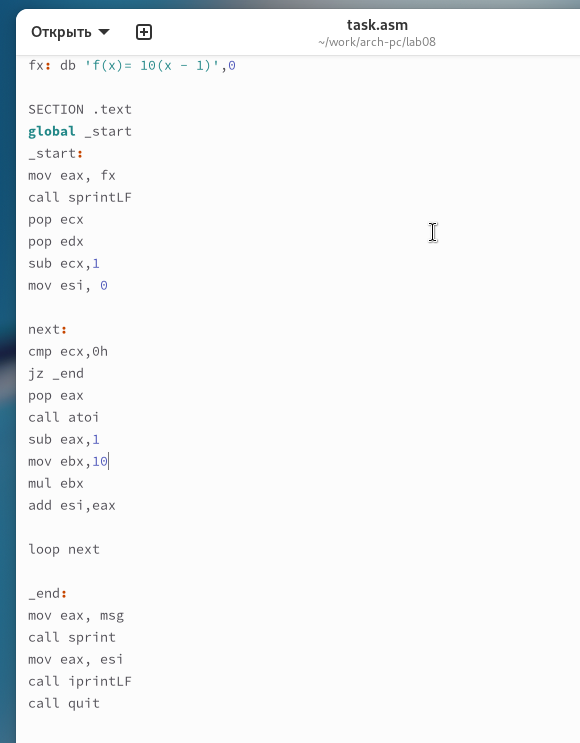 Открыть
task.asm
~/work/arch-pc/lab08
fx: db 'f(x)= 10(x - 1)',0
SECTION .text
global _start
_start:
mov eax, fx
call sprintLF
pop ecx
pop edx
sub ecx,1
mov esi, 0
next:
cmp ecx,0h
jz _end
pop eax
call atoi
sub eax,1
mov ebx,10
mul ebx
add esi,eax
loop next
_end:
mov eax, msg
call sprint
mov eax, esi
call iprintLF
call quit